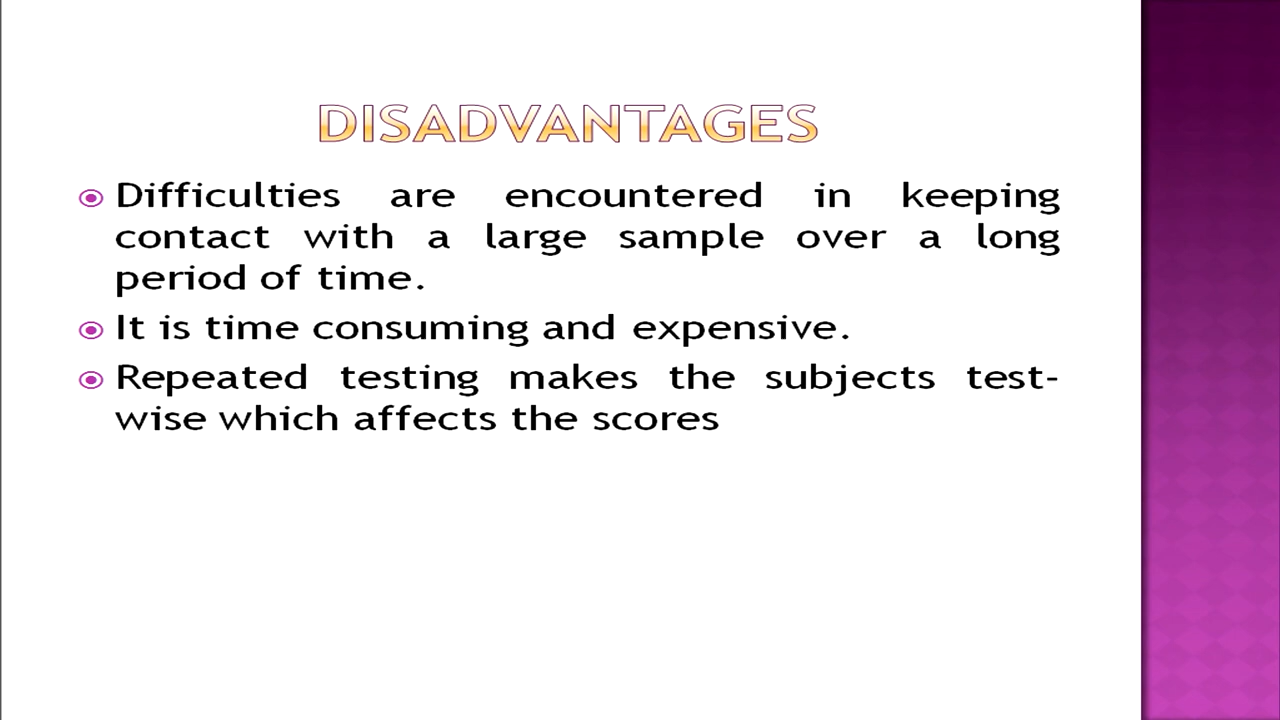 DISADVANTAGES
Difficulties are encountered in keeping
contact with a large sample over a long
period of time.
It is time consuming and expensive.
Repeated testing makes the subjects test-
wise which affects the scores